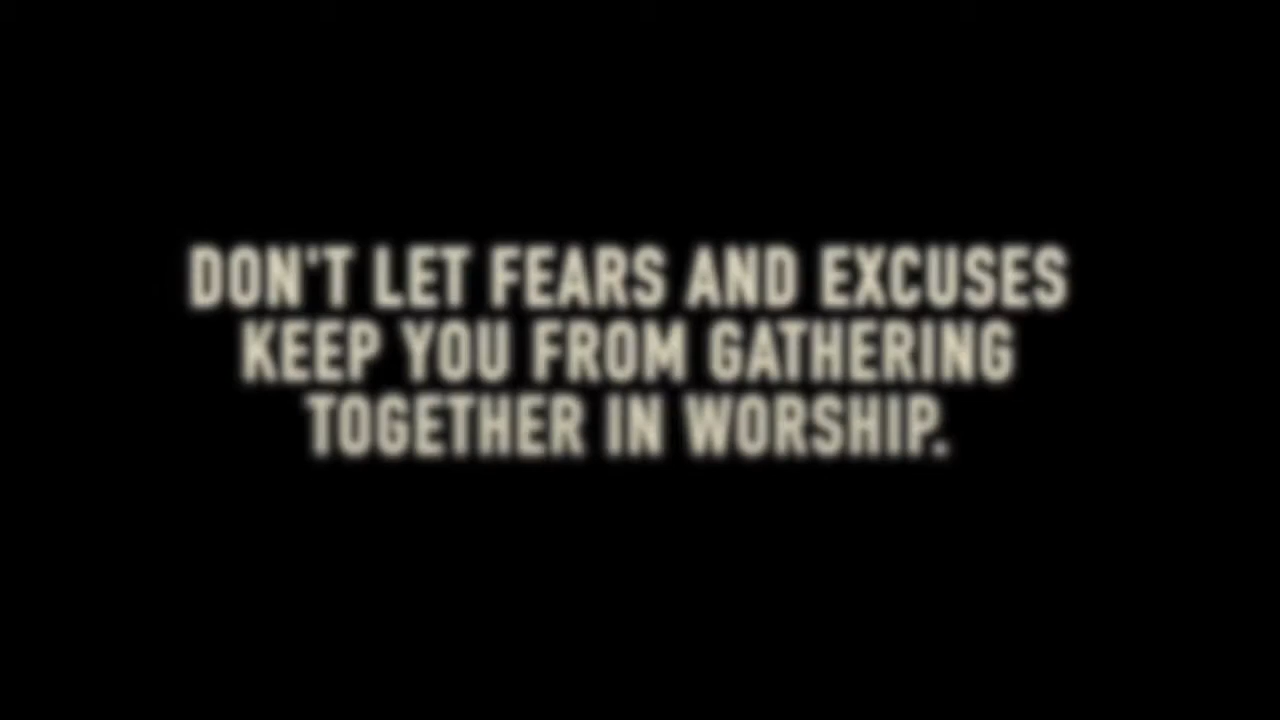 DON'T LET FEARS AND EXCUSES
KEEP YOU FROM GATHERING
TOGETHER IN WORSHIP.